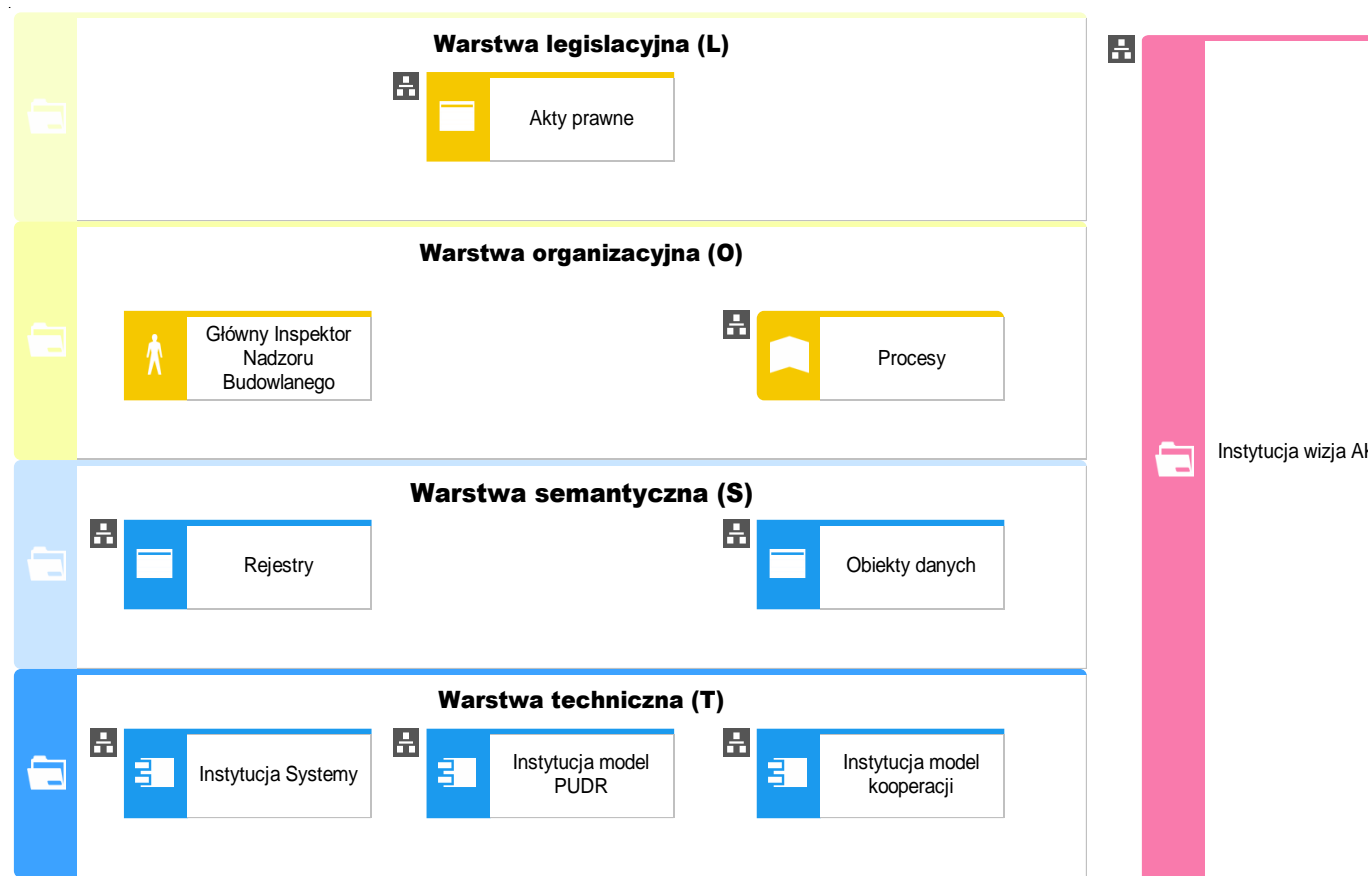 Warstwa legislacyjna (L)
Akty prawne
Warstwa organizacyjna (O)
Główny Inspektor
Nadzoru
Budowlanego
Procesy
Warstwa semantyczna (S)
Rejestry
Obiekty danych
Warstwa techniczna (T)
Instytucja Systemy
Instytucja model
PUDR
Instytucja model
kooperacji
Instytucja wizja